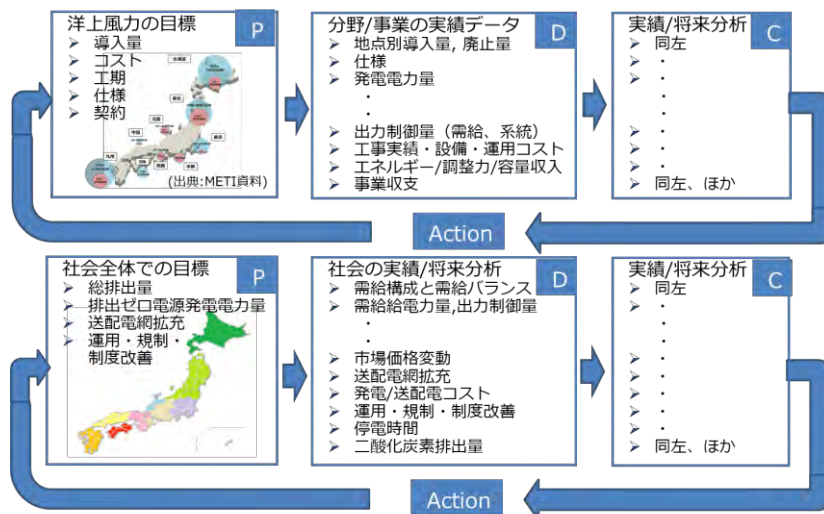 洋上風力の目標
P
➢ 導入量
➢ コスト
➢ 工期
➢ 仕様
➢ 契約
(出典:METI資料)
分野/事業の実績データ
D
➢ 地点別導入量, 廃止量
➢ 仕様
➢ 発電電力量
・
・
➢ 出力制御量（需給、系統）
➢ 工事実績・設備・運用コスト
➢ エネルギー/調整力/容量収入
➢ 事業収支
実績/将来分析
C
➢ 同左
➢ ・
➢ ・
・
・
➢ ・
➢ ・
➢ ・
➢ 同左、ほか
Action
社会全体での目標
P
➢ 総排出量
➢ 排出ゼロ電源発電電力量
➢ 送配電網拡充
➢ 運用・規制・
制度改善
社会の実績/将来分析
D
➢ 需給構成と需給バランス
➢ 需給給電力量,出力制御量
・
・
➢ 市場価格変動
➢ 送配電網拡充
➢ 発電/送配電コスト
➢ 運用・規制・制度改善
➢ 停電時間
➢ 二酸化炭素排出量
実績/将来分析
C
➢ 同左
➢ ・
・
・
➢ ・
➢ ・
➢ ・
➢ ・
➢ ・
➢ 同左、ほか
Action